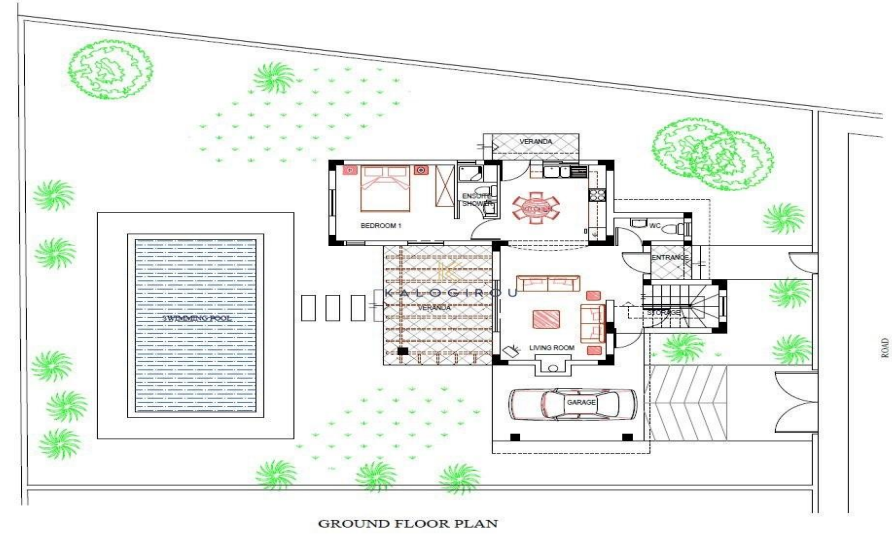 VERANDA
ENSUITE
SHOWER
KITCHEN
BEDROOM 1
WC
ENTRANCE
KALOGIROU
VERANDA
STORAGE
SWIMMING POOL
LIVING ROOM
ROAD
GARAGE
GROUND FLOOR PLAN